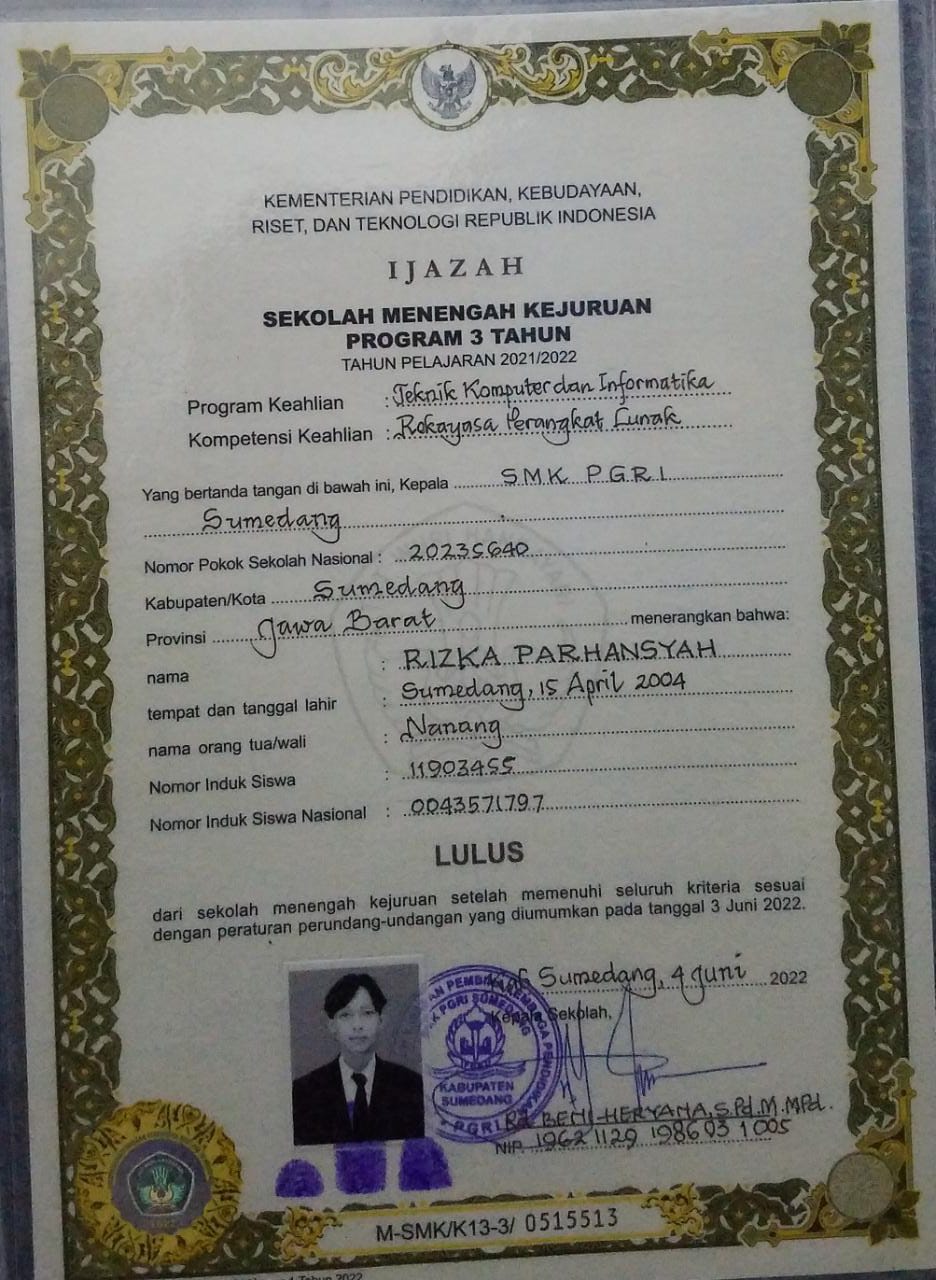 KEMENTERIAN PENDIDIKAN, KEBUDAYAAN,
RISET, DAN TEKNOLOGI REPUBLIK INDONESIA
IJAZAH
SEKOLAH MENENGAH KEJURUAN
PROGRAM 3 TAHUN
TAHUN PELAJARAN 2021/2022
Program Keahlian : Teknik Komputer dan Informatika
Kompetensi Keahlian : Rekayasa Perangkat Lunak
Yang bertanda tangan di bawah ini, Kepala SMK PGRI
Sumedang
Nomor Pokok Sekolah Nasional : 20235640
Kabupaten/Kota Sumedang
Provinsi Jawa Barat menerangkan bahwa:
nama : RIZKA PARHANSYAH
tempat dan tanggal lahir : Sumedang, 15 April 2004
nama orang tua/wali : Nanang
Nomor Induk Siswa : 11903455
Nomor Induk Siswa Nasional : 0043571797
LULUS
dari sekolah menengah kejuruan setelah memenuhi seluruh kriteria sesuai
dengan peraturan perundang-undangan yang diumumkan pada tanggal 3 Juni 2022.
Sumedang, 4 Juni 2022
Kepala Sekolah,
PGRI SUMEDANG
KABUPATEN
SUMEDANG
PGRI
Rd. BENI HERYANA, S.Pd.M.MPd.
NIP. 19621129 198603 1 005
M-SMK/K13-3/ 0515513
Tahun 2022